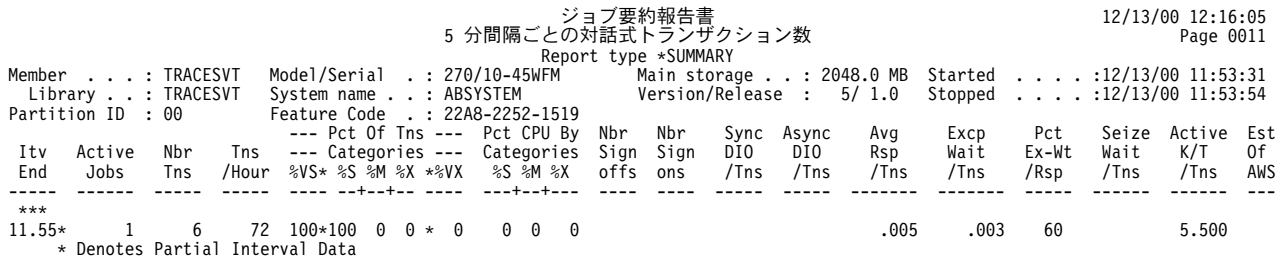 ジョブ要約報告書 12/13/00 12:16:05
5 分間隔ごとの対話式トランザクション数 Page 0011
Report type *SUMMARY
Member . . . : TRACESVT Model/Serial . : 270/10-45WFM Main storage . . : 2048.0 MB Started . . . . :12/13/00 11:53:31
Library . . : TRACESVT System name . . : ABSYSTEM Version/Release : 5/ 1.0 Stopped . . . . :12/13/00 11:53:54
Partition ID : 00 Feature Code . : 22A8-2252-1519
--- Pct Of Tns --- Pct CPU By Nbr Nbr Sync Async Avg Excp Pct Seize Active Est
Itv Active Nbr Tns --- Categories --- Categories Sign Sign DIO DIO Rsp Wait Ex-Wt Wait K/T Of
End Jobs Tns /Hour %VS* %S %M %X *%VX %S %M %X offs ons /Tns /Tns /Tns /Tns /Rsp /Tns /Tns AWS
----- ------ ----- ----- ---- --+--+-- ---- ---+--+--- ---- ---- ----- ----- ------- ------- ----- ------ ------ ---
***
11.55* 1 6 72 100*100 0 0 * 0 0 0 0 .005 .003 60 5.500
* Denotes Partial Interval Data